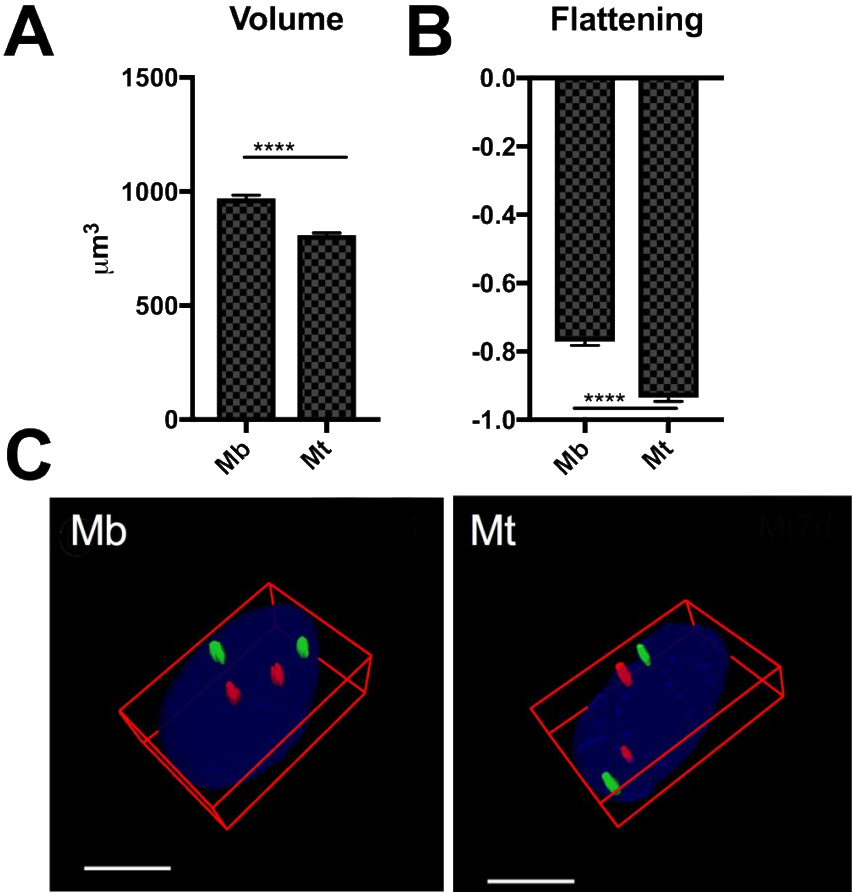 A
Volume
μm³
1500
1000
500
0
****
Mb
Mt
B
Flattening
0.0
-0.2
-0.4
-0.6
-0.8
-1.0
****
Mb
Mt
C
Mb
Mt
Mt7d